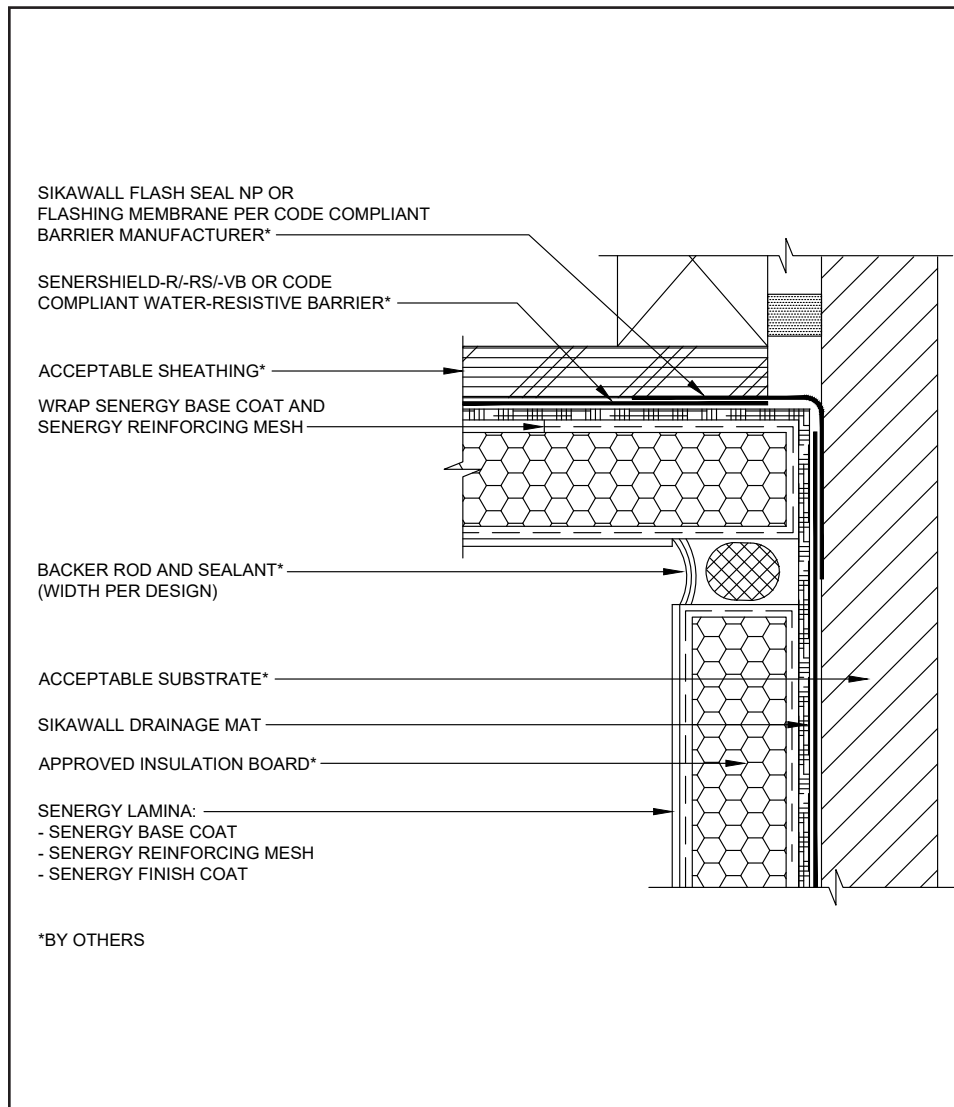 SIKAWALL FLASH SEAL NP OR
FLASHING MEMBRANE PER CODE COMPLIANT
BARRIER MANUFACTURER*
SENERSHIELD-R/-RS/-VB OR CODE
COMPLIANT WATER-RESISTIVE BARRIER*
ACCEPTABLE SHEATHING*
WRAP SENERGY BASE COAT AND
SENERGY REINFORCING MESH
BACKER ROD AND SEALANT*
(WIDTH PER DESIGN)
ACCEPTABLE SUBSTRATE*
SIKAWALL DRAINAGE MAT
APPROVED INSULATION BOARD*
SENERGY LAMINA:
- SENERGY BASE COAT
- SENERGY REINFORCING MESH
- SENERGY FINISH COAT
*BY OTHERS